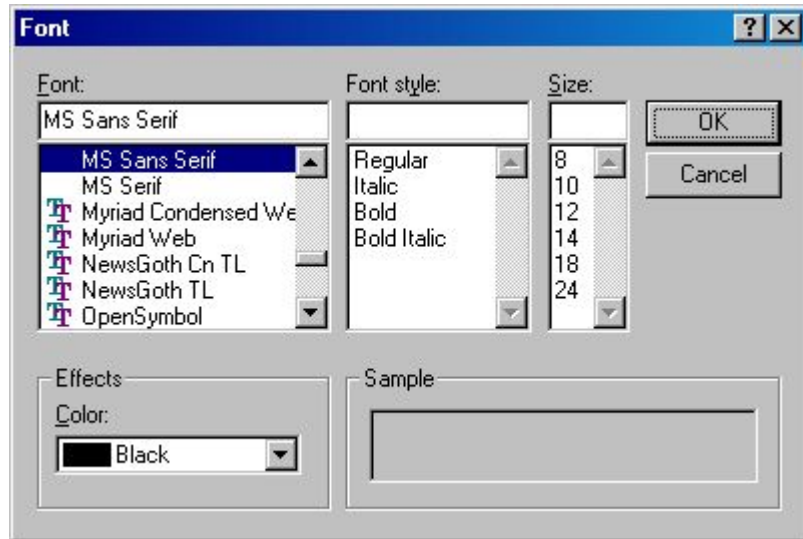 Font
Font:
MS Sans Serif
MS Sans Serif
MS Serif
Myriad Condensed We
Myriad Web
NewsGoth Cn TL
NewsGoth TL
OpenSymbol
Font style:
Regular
Italic
Bold
Bold Italic
Size:
8
10
12
14
18
24
OK
Cancel
Effects
Color:
Black
Sample